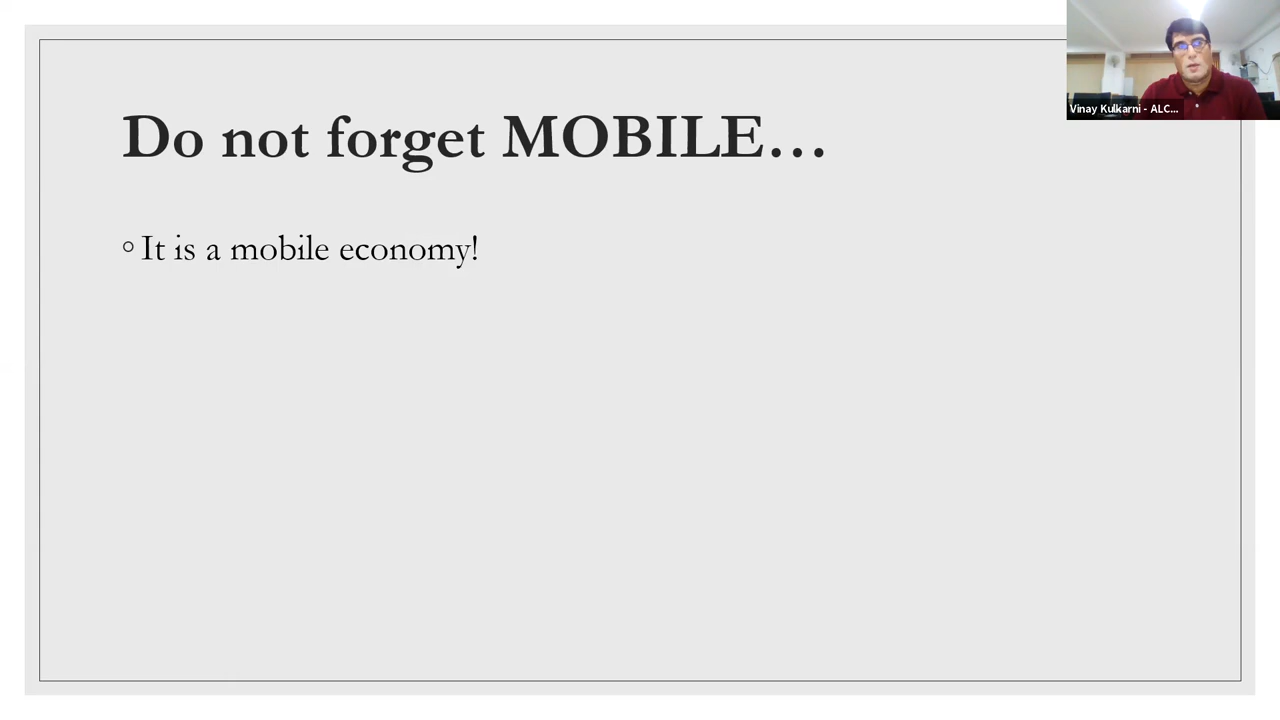 Do not forget MOBILE...
It is a mobile economy!
Vinay Kulkarni - ALC...